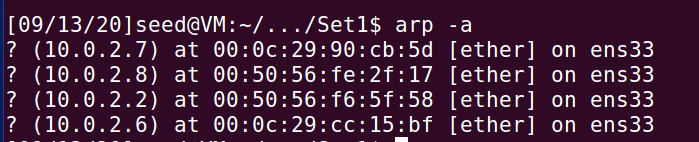 [09/13/20]seed@VM:~/.../Set1$ arp -a
? (10.0.2.7) at 00:0c:29:90:cb:5d [ether] on ens33
? (10.0.2.8) at 00:50:56:fe:2f:17 [ether] on ens33
? (10.0.2.2) at 00:50:56:f6:5f:58 [ether] on ens33
? (10.0.2.6) at 00:0c:29:cc:15:bf [ether] on ens33